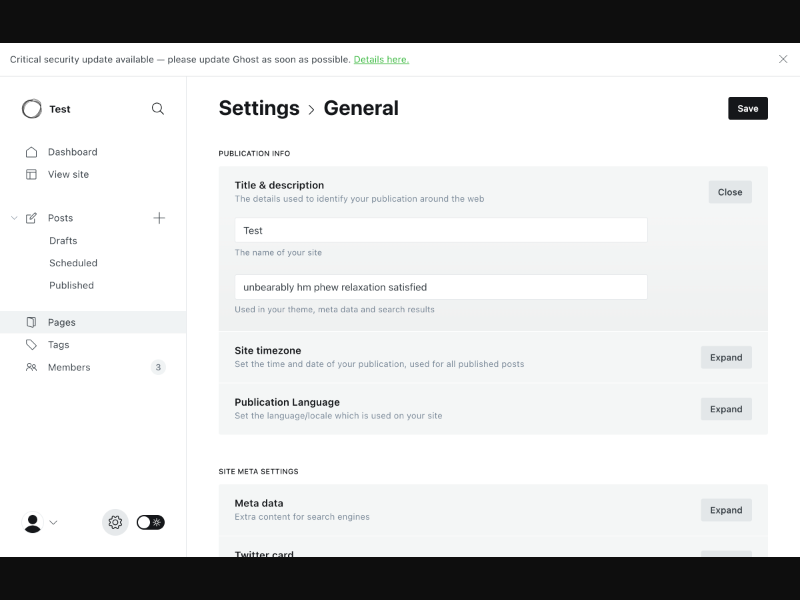 Critical security update available — please update Ghost as soon as possible. Details here.
Test
Dashboard
View site
Posts
Drafts
Scheduled
Published
Pages
Tags
Members
3
Settings
General
Save
PUBLICATION INFO
Title & description
The details used to identify your publication around the web
Close
Test
The name of your site
unbearably hm phew relaxation satisfied
Used in your theme, meta data and search results
Site timezone
Set the time and date of your publication, used for all published posts
Expand
Publication Language
Set the language/locale which is used on your site
Expand
SITE META SETTINGS
Meta data
Extra content for search engines
Expand
Twitter card